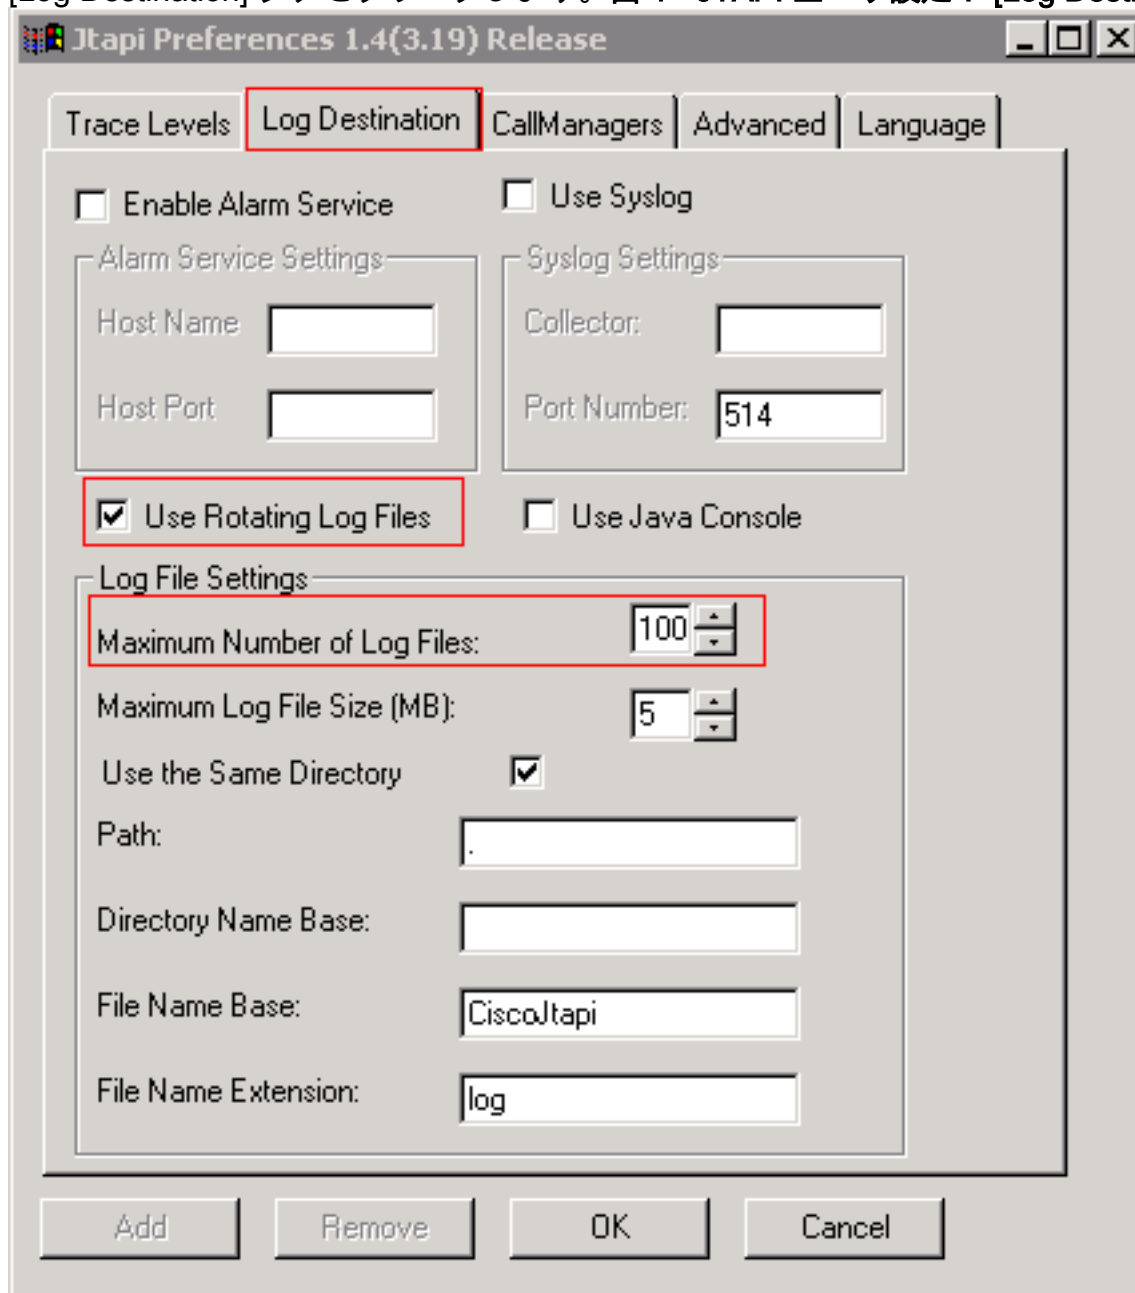 Jtapi Preferences 1.4(3.19) Release
Trace Levels
Log Destination
CallManagers
Advanced
Language
Enable Alarm Service
Use Syslog
Alarm Service Settings
Syslog Settings
Host Name
Collector:
Host Port
Port Number:
514
Use Rotating Log Files
Use Java Console
Log File Settings
Maximum Number of Log Files:
100
Maximum Log File Size (MB):
5
Use the Same Directory
Path:
.
Directory Name Base:
File Name Base:
CiscoJtapi
File Name Extension:
log
Add
Remove
OK
Cancel